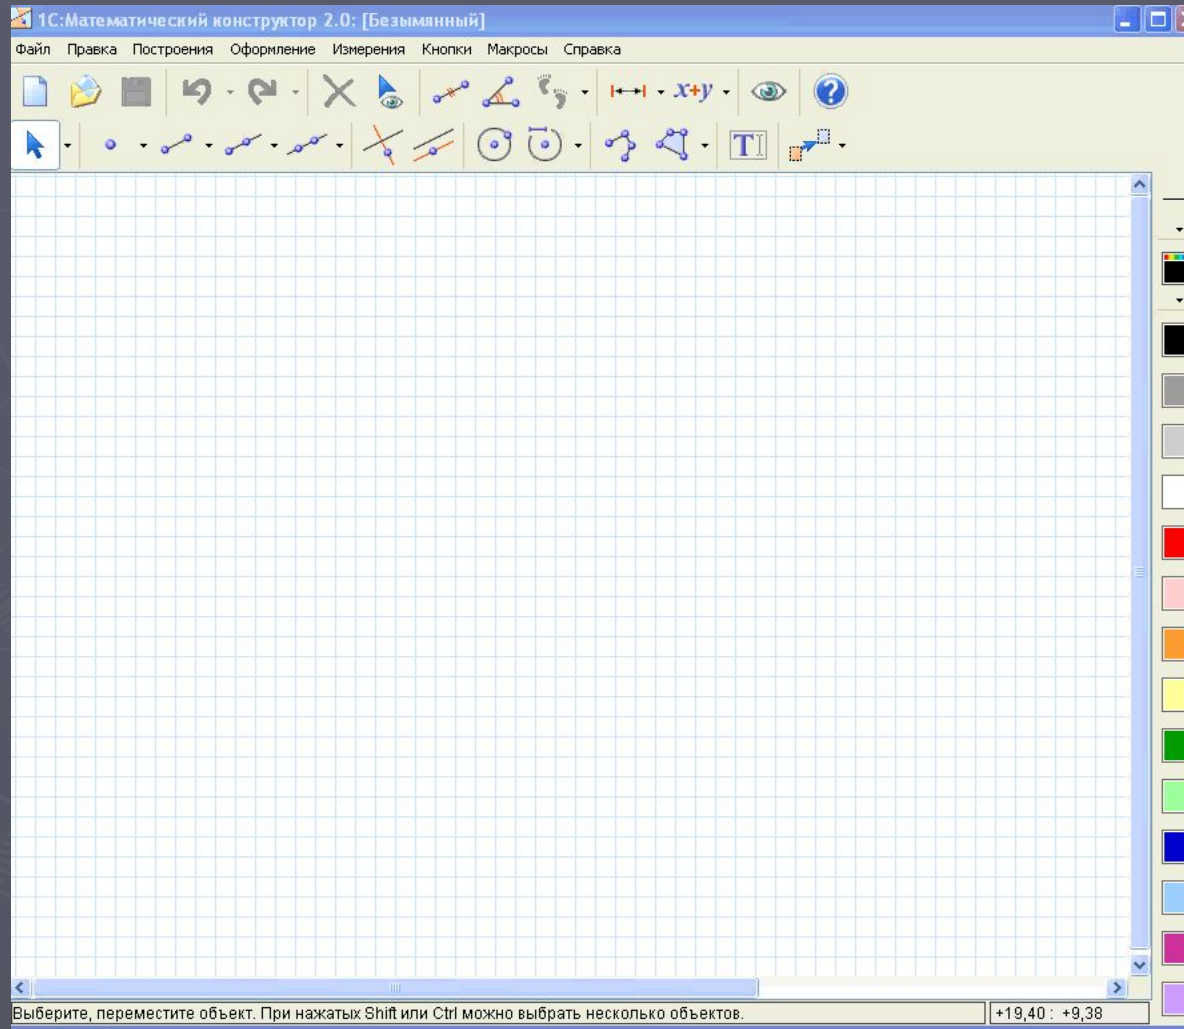 1С:Математический конструктор 2.0: [Безымянный]
Файл Правка Построения Оформление Измерения Кнопки Макросы Справка
x+y
?
T
Выберите, переместите объект. При нажатых Shift или Ctrl можно выбрать несколько объектов.
+19,40 : +9,38